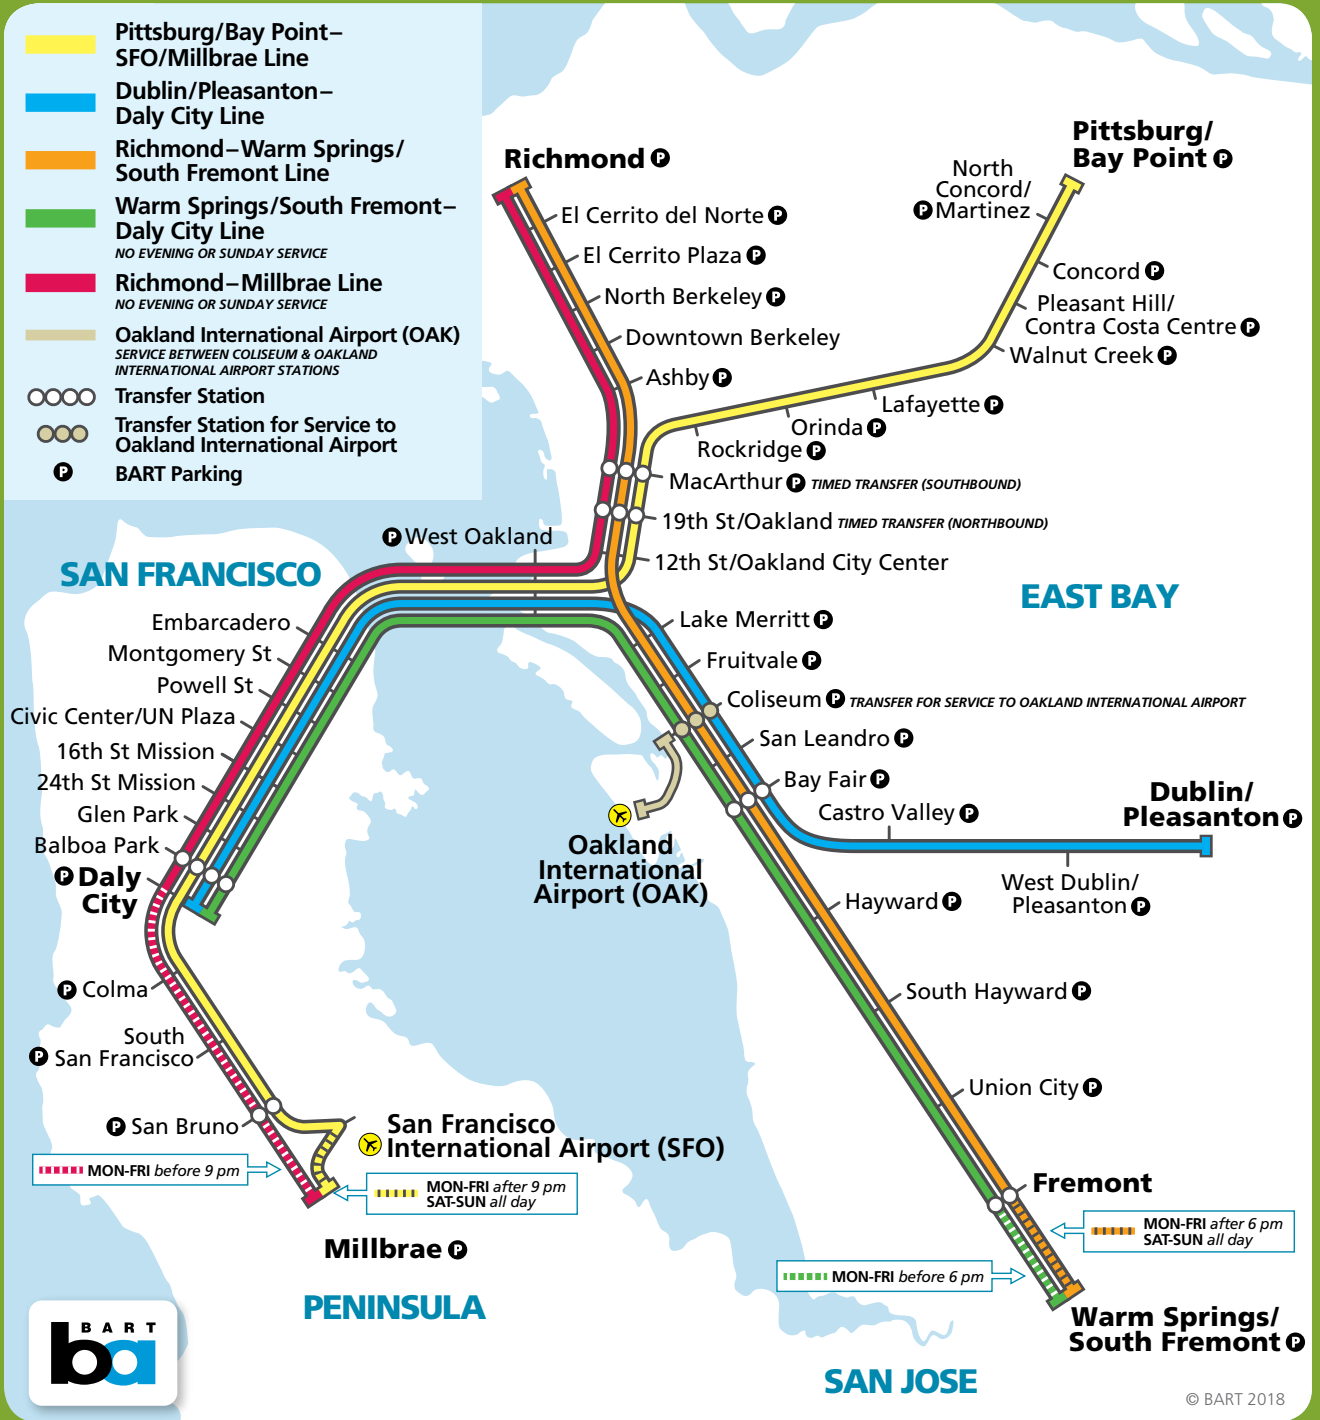 Pittsburg/Bay Point–
SFO/Millbrae Line
Dublin/Pleasanton–
Daly City Line
Richmond–Warm Springs/
South Fremont Line
Warm Springs/South Fremont–
Daly City Line
NO EVENING OR SUNDAY SERVICE
Richmond–Millbrae Line
NO EVENING OR SUNDAY SERVICE
Oakland International Airport (OAK)
SERVICE BETWEEN COLISEUM & OAKLAND
INTERNATIONAL AIRPORT STATIONS
Transfer Station
Transfer Station for Service to
Oakland International Airport
P BART Parking
Richmond P
El Cerrito del Norte P
El Cerrito Plaza P
North Berkeley P
Downtown Berkeley
Ashby P
Pittsburg/
Bay Point P
North
Concord/
P Martinez
Concord P
Pleasant Hill/
Contra Costa Centre P
Walnut Creek P
Lafayette P
Orinda P
Rockridge P
MacArthur P TIMED TRANSFER (SOUTHBOUND)
19th St/Oakland TIMED TRANSFER (NORTHBOUND)
12th St/Oakland City Center
P West Oakland
SAN FRANCISCO
EAST BAY
Embarcadero
Montgomery St
Powell St
Civic Center/UN Plaza
16th St Mission
24th St Mission
Glen Park
Balboa Park
P Daly
City
Lake Merritt P
Fruitvale P
Coliseum P TRANSFER FOR SERVICE TO OAKLAND INTERNATIONAL AIRPORT
San Leandro P
Bay Fair P
Castro Valley P
Dublin/
Pleasanton P
West Dublin/
Pleasanton P
Oakland
International
Airport (OAK)
Hayward P
South Hayward P
Union City P
Fremont
MON-FRI after 6 pm
SAT-SUN all day
MON-FRI before 6 pm
Warm Springs/
South Fremont P
P Colma
South
P San Francisco
P San Bruno
MON-FRI before 9 pm
San Francisco
International Airport (SFO)
MON-FRI after 9 pm
SAT-SUN all day
Millbrae P
PENINSULA
SAN JOSE
BART
ba
© BART 2018